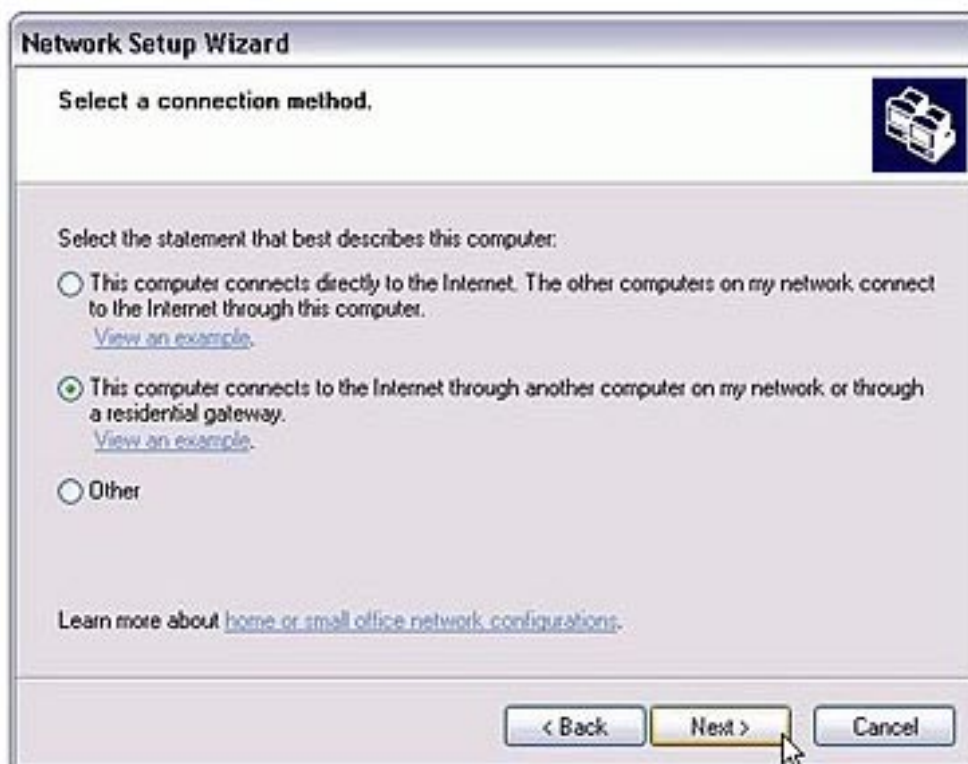 Network Setup Wizard
Select a connection method.
Select the statement that best describes this computer:
This computer connects directly to the Internet. The other computers on my network connect
to the Internet through this computer.
View an example.
This computer connects to the Internet through another computer on my network or through
a residential gateway.
View an example.
Other
Learn more about home or small office network configurations.
< Back Next > Cancel